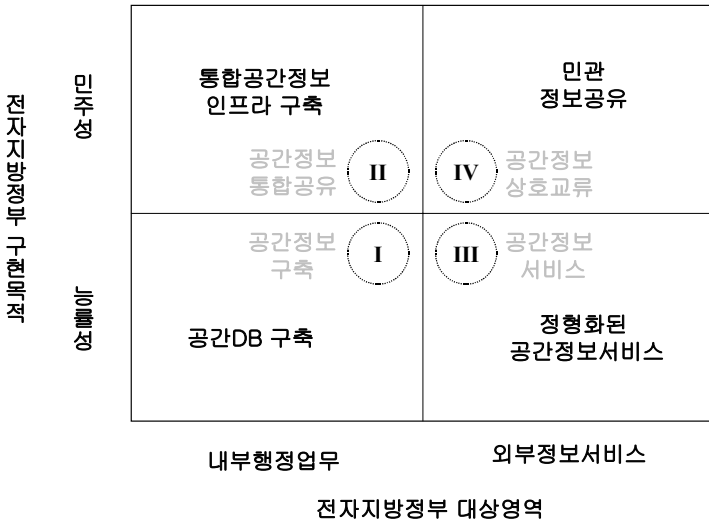 통합공간정보
인프라 구축
민관
정보공유
민주성
공간정보
통합공유
II
IV
공간정보
상호교류
전자지방정부 구현목적
공간정보
구축
I
III
공간정보
서비스
능률성
공간DB 구축
정형화된
공간정보서비스
내부행정업무
외부정보서비스
전자지방정부 대상영역